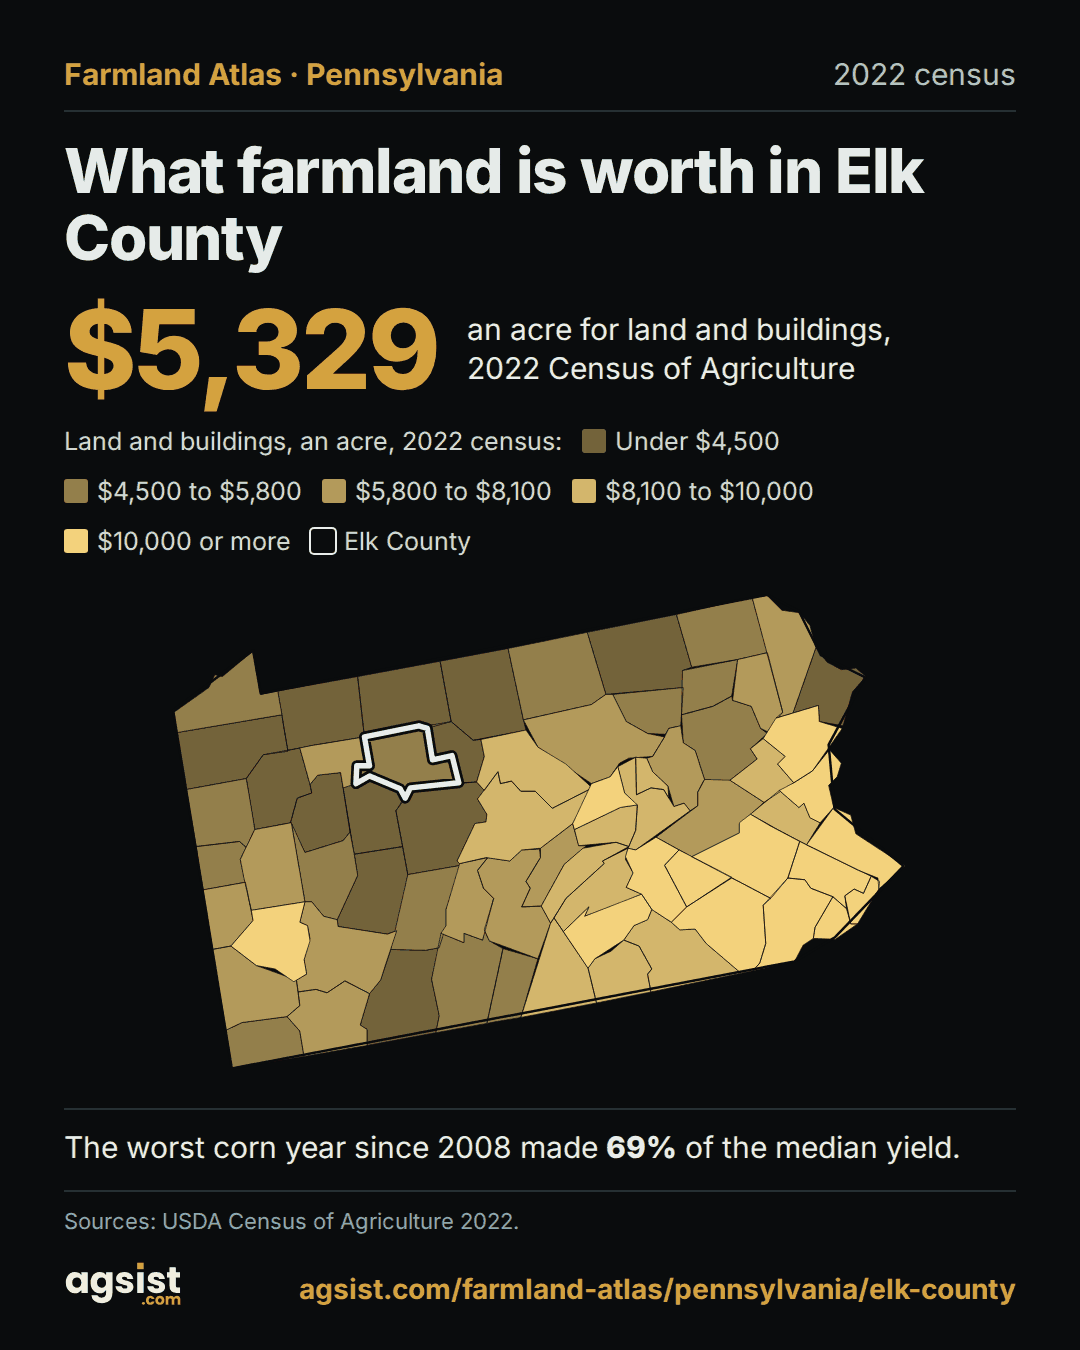 Farmland Atlas · Pennsylvania
2022 census
What farmland is worth in Elk
County
$5,329
an acre for land and buildings,
2022 Census of Agriculture
Land and buildings, an acre, 2022 census:
Under $4,500
$4,500 to $5,800
$5,800 to $8,100
$8,100 to $10,000
$10,000 or more
Elk County
The worst corn year since 2008 made 69% of the median yield.
Sources: USDA Census of Agriculture 2022.
agsist
.com
agsist.com/farmland-atlas/pennsylvania/elk-county